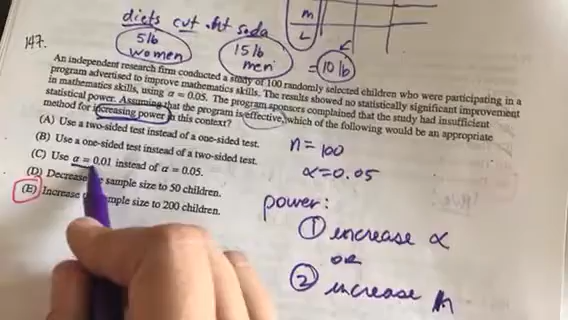 diets cut out soda
5 lb
women
15 lb
men
= 10 lb
M
L
147.
An independent research firm conducted a study of 100 randomly selected children who were participating in a
program advertised to improve mathematics skills. The results showed no statistically significant improvement
in mathematics skills, using α = 0.05. The program sponsors complained that the study had insufficient
statistical power. Assuming that the program is effective, which of the following would be an appropriate
method for increasing power in this context?
(A) Use a two-sided test instead of a one-sided test.
(B) Use a one-sided test instead of a two-sided test.
(C) Use α = 0.01 instead of α = 0.05.
(D) Decrease sample size to 50 children.
(E) Increase sample size to 200 children.
n = 100
α = 0.05
power:
① increase α
OR
② increase n